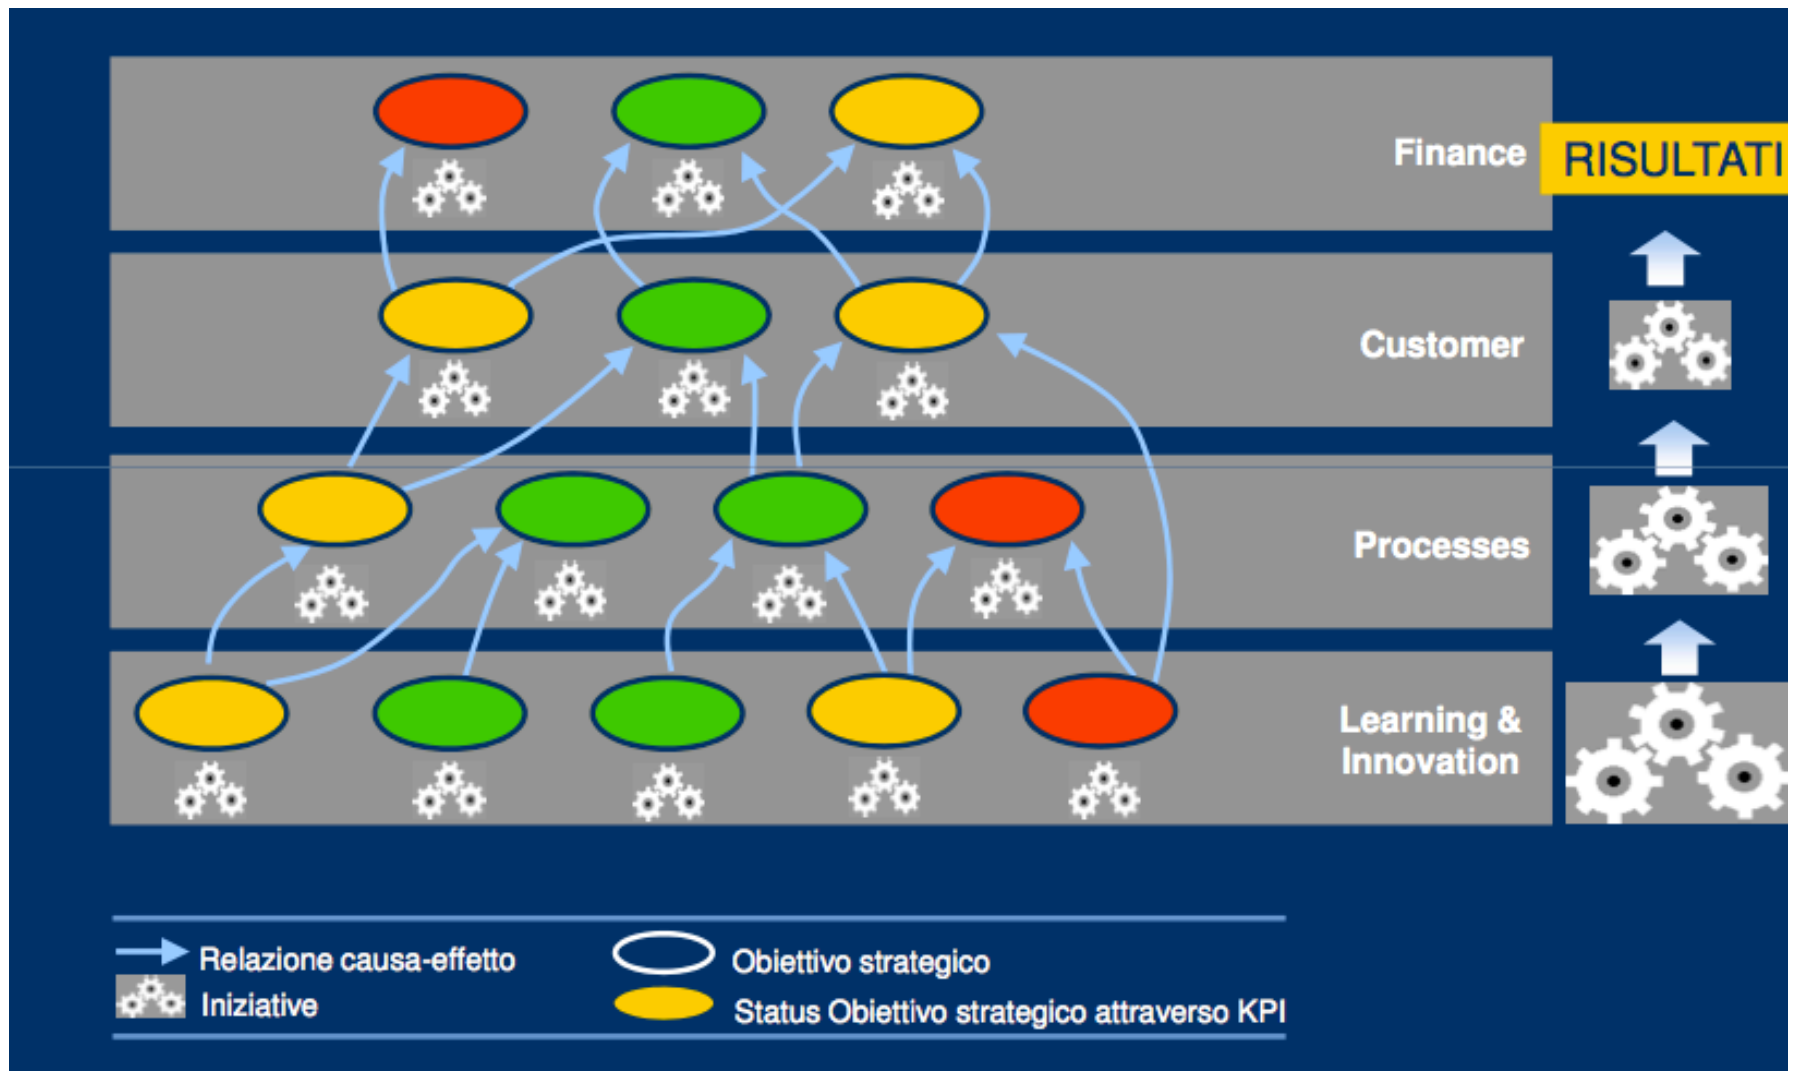 Finance
RISULTATI
Customer
Processes
Learning &
Innovation
Relazione causa-effetto
Obiettivo strategico
Iniziative
Status Obiettivo strategico attraverso KPI